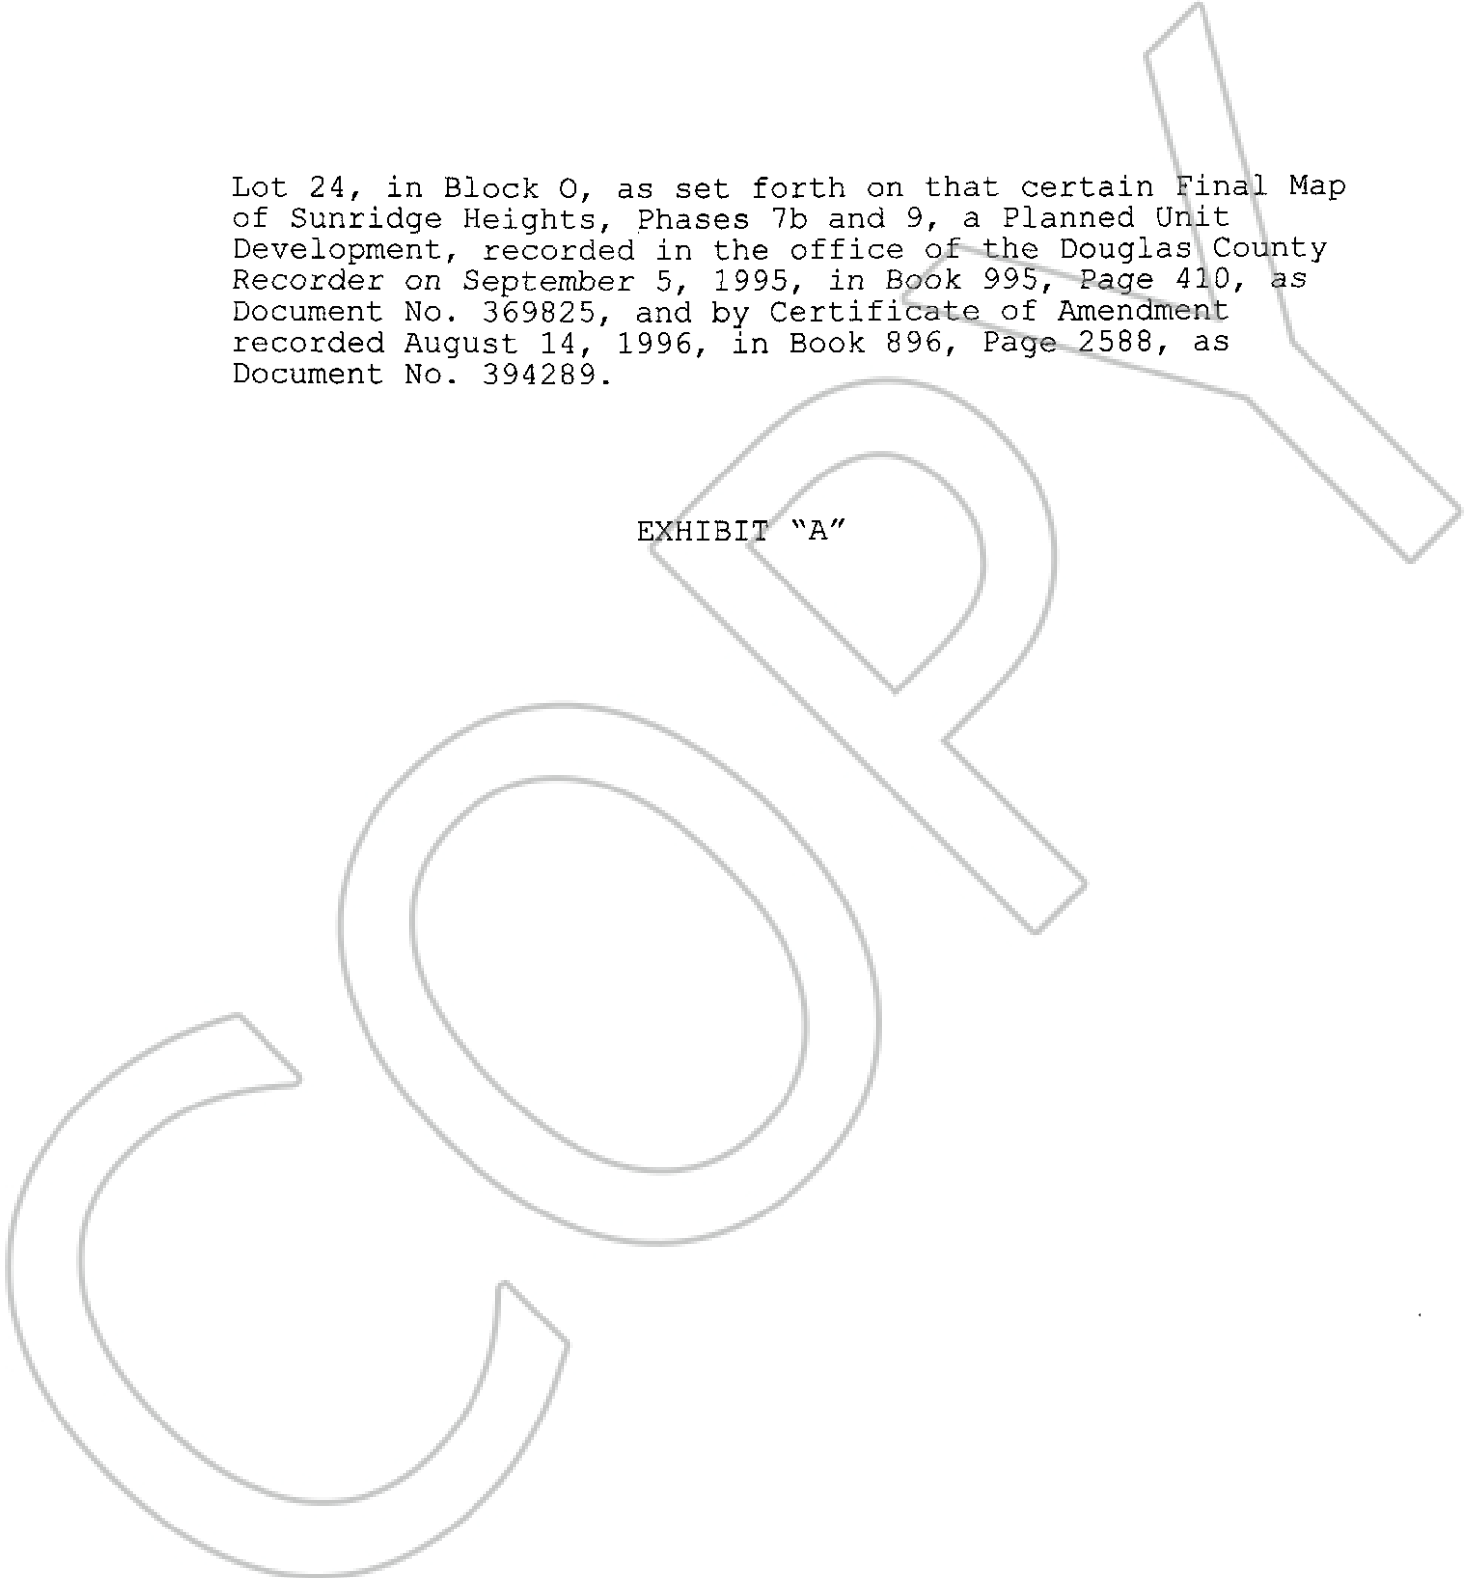 Lot 24, in Block O, as set forth on that certain Final Map
of Sunridge Heights, Phases 7b and 9, a Planned Unit
Development, recorded in the office of the Douglas County
Recorder on September 5, 1995, in Book 995, Page 410, as
Document No. 369825, and by Certificate of Amendment
recorded August 14, 1996, in Book 896, Page 2588, as
Document No. 394289.
EXHIBIT “A”
COPY